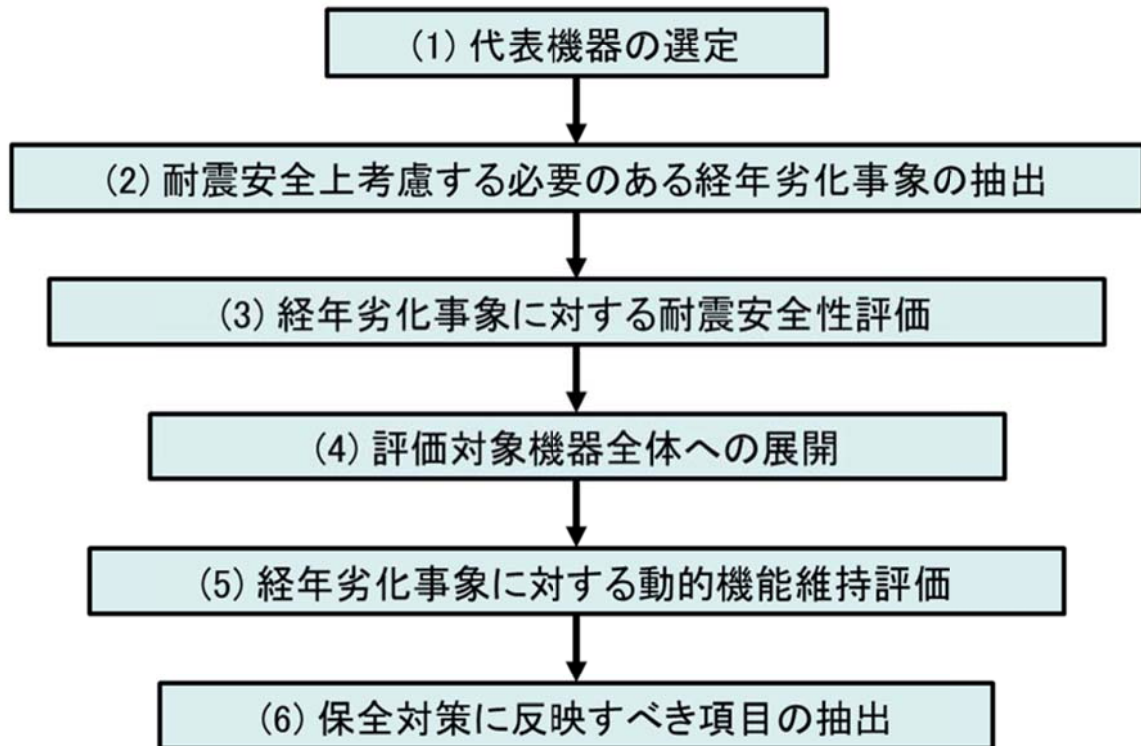 (1) 代表機器の選定
(2) 耐震安全上考慮する必要のある経年劣化事象の抽出
(3) 経年劣化事象に対する耐震安全性評価
(4) 評価対象機器全体への展開
(5) 経年劣化事象に対する動的機能維持評価
(6) 保全対策に反映すべき項目の抽出